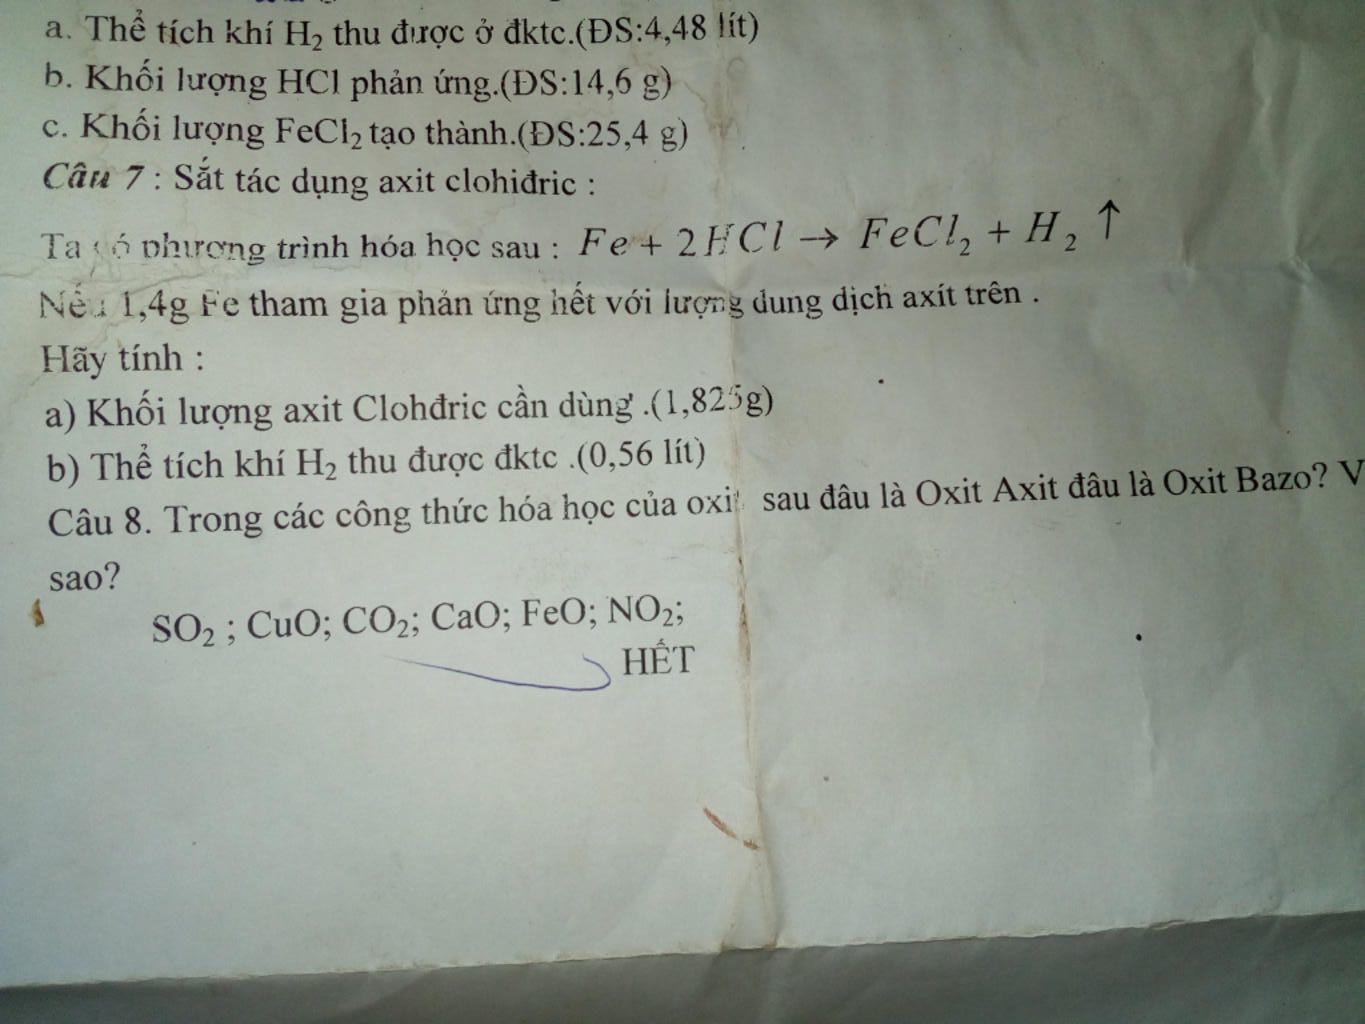 a. Thể tích khí H₂ thu được ở đktc.(ĐS:4,48 lít)
b. Khối lượng HCl phản ứng.(ĐS:14,6 g)
c. Khối lượng FeCl₂ tạo thành.(ĐS:25,4 g)
Câu 7 : Sắt tác dụng axit clohiđric :
Ta có phương trình hóa học sau : Fe + 2HCl → FeCl₂ + H₂ ↑
Nếu 1,4g Fe tham gia phản ứng hết với lượng dung dịch axít trên .
Hãy tính :
a) Khối lượng axit Clohđric cần dùng .(1,825g)
b) Thể tích khí H₂ thu được đktc .(0,56 lít)
Câu 8. Trong các công thức hóa học của oxit sau đâu là Oxit Axit đâu là Oxit Bazo? V
sao?
SO₂ ; CuO; CO₂; CaO; FeO; NO₂;
HẾT